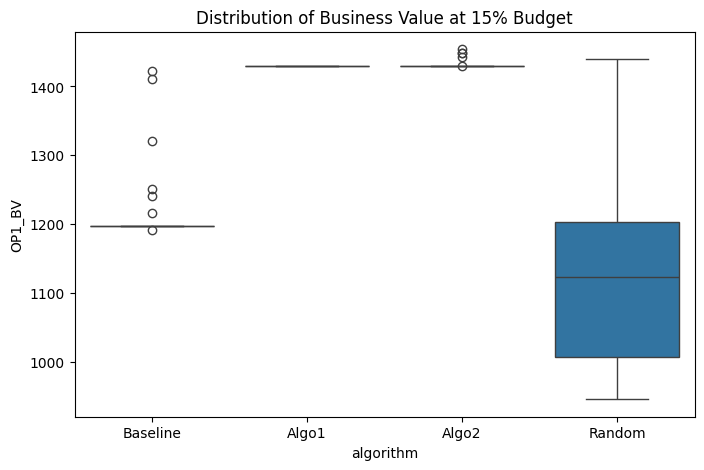 Distribution of Business Value at 15% Budget
OP1_BV
1400
1300
1200
1100
1000
Baseline
Algo1
Algo2
Random
algorithm